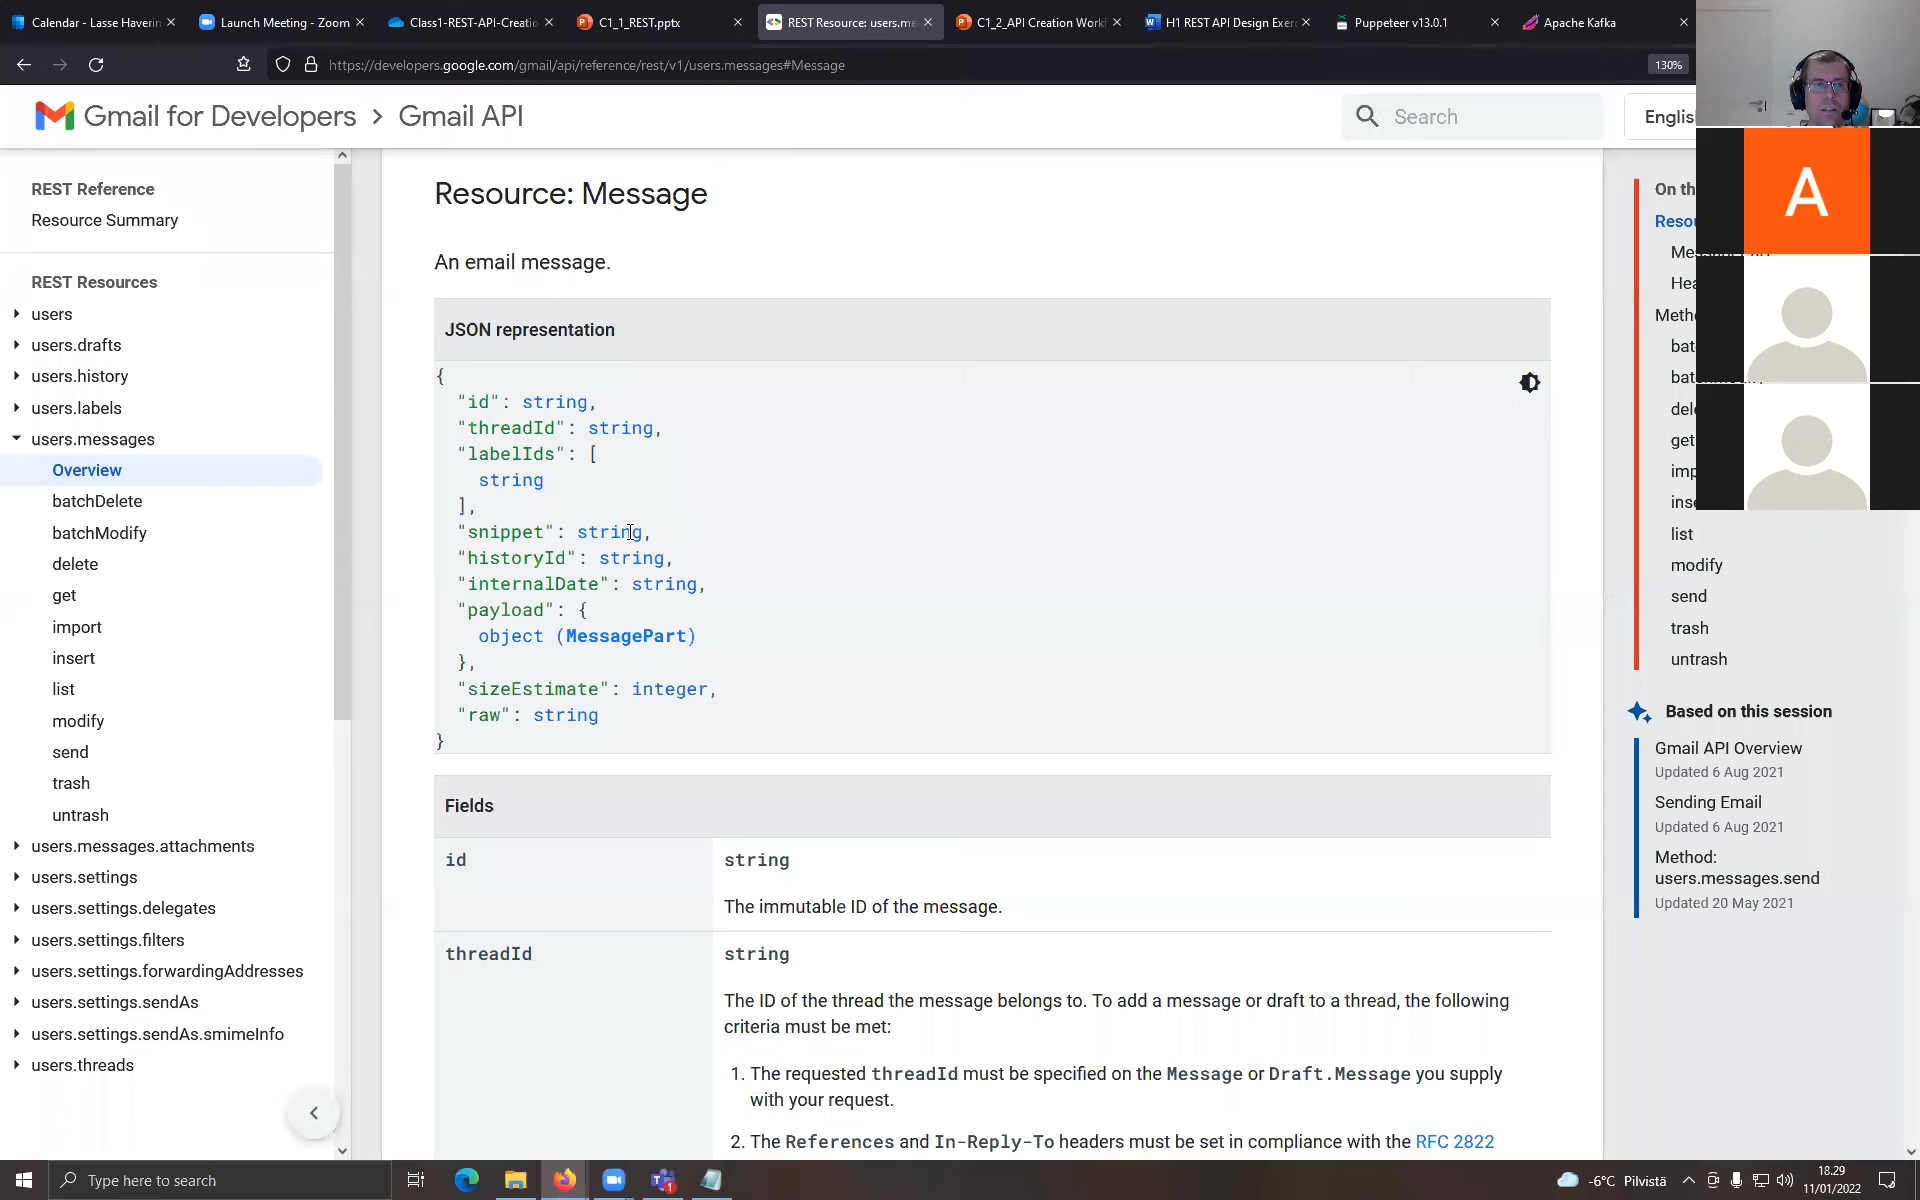 Calendar - Lasse Haverin
Launch Meeting - Zoom
Class1-REST-API-Creatio
C1_1_REST.pptx
REST Resource: users.me
C1_2_API Creation Workf
H1 REST API Design Exerc
Puppeteer v13.0.1
Apache Kafka
https://developers.google.com/gmail/api/reference/rest/v1/users.messages#Message
130%
Gmail for Developers > Gmail API
Search
English
REST Reference
Resource Summary
REST Resources
users
users.drafts
users.history
users.labels
users.messages
Overview
batchDelete
batchModify
delete
get
import
insert
list
modify
send
trash
untrash
users.messages.attachments
users.settings
users.settings.delegates
users.settings.filters
users.settings.forwardingAddresses
users.settings.sendAs
users.settings.sendAs.smimeInfo
users.threads
Resource: Message
An email message.
JSON representation
{
"id": string,
"threadId": string,
"labelIds": [
string
],
"snippet": string,
"historyId": string,
"internalDate": string,
"payload": {
object (MessagePart)
},
"sizeEstimate": integer,
"raw": string
}
Fields
id
string
The immutable ID of the message.
threadId
string
The ID of the thread the message belongs to. To add a message or draft to a thread, the following
criteria must be met:
1. The requested threadId must be specified on the Message or Draft.Message you supply
with your request.
2. The References and In-Reply-To headers must be set in compliance with the RFC 2822
On th
Resou
Hea
Metho
bat
del
get
imp
inse
list
modify
send
trash
untrash
Based on this session
Gmail API Overview
Updated 6 Aug 2021
Sending Email
Updated 6 Aug 2021
Method:
users.messages.send
Updated 20 May 2021
A
Type here to search
1
-6°C Pilvistä
18.29
11/01/2022